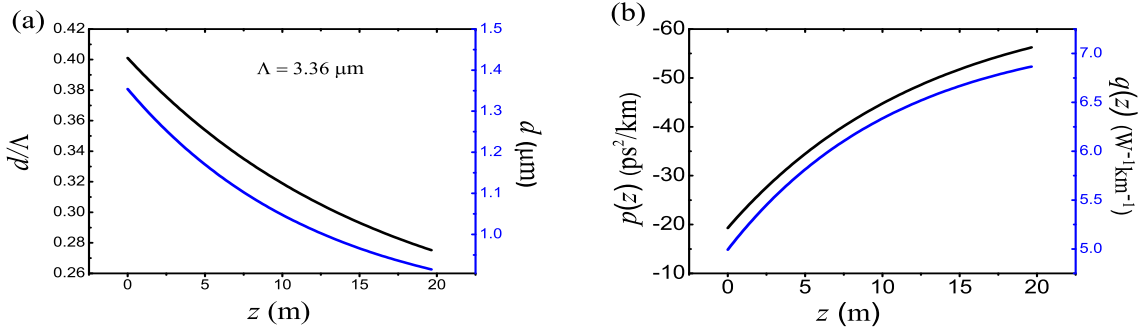 (a)
0.42
0.40
0.38
0.36
0.34
0.32
0.30
0.28
0.26
d/Λ
Λ = 3.36 μm
1.5
1.4
1.3
1.2
1.1
1.0
d (μm)
0 5 10 15 20
z (m)
(b)
-60
-50
-40
-30
-20
-10
p(z) (ps²/km)
7.0
6.5
6.0
5.5
5.0
q(z) (W⁻¹km⁻¹)
0 5 10 15 20
z (m)